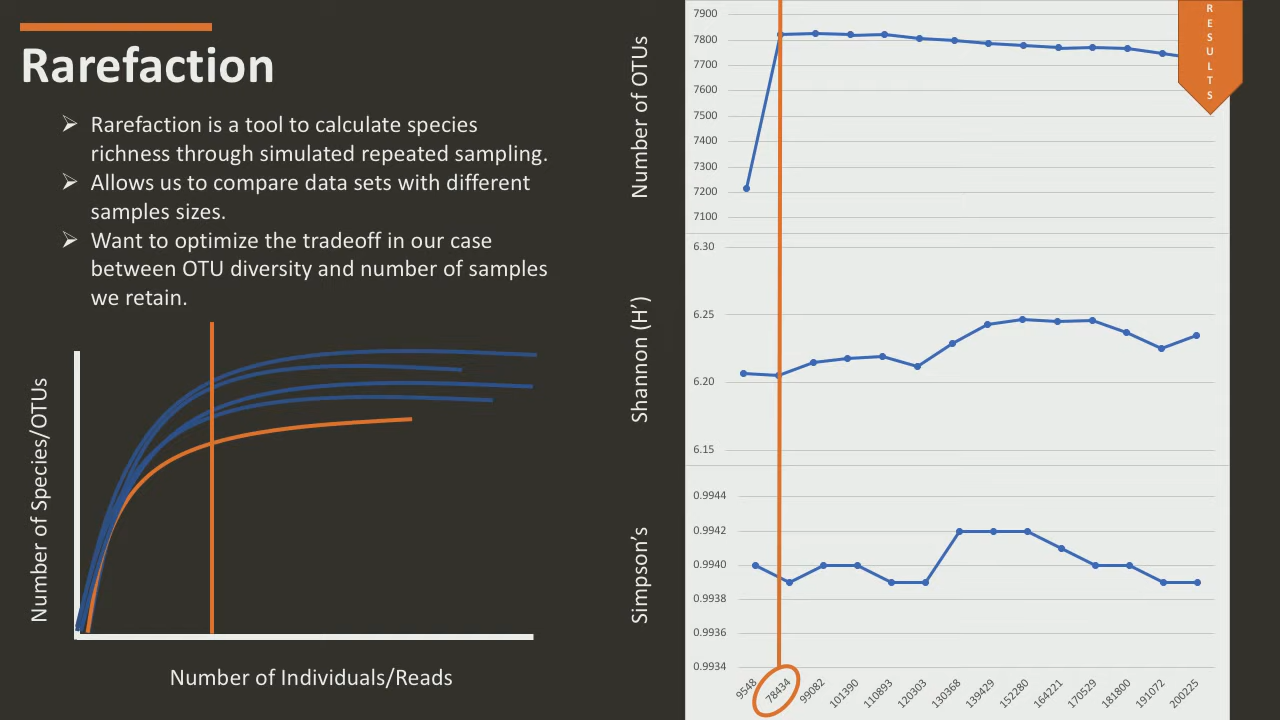 Rarefaction
➢ Rarefaction is a tool to calculate species
richness through simulated repeated sampling.
➢ Allows us to compare data sets with different
samples sizes.
➢ Want to optimize the tradeoff in our case
between OTU diversity and number of samples
we retain.
Number of Species/OTUs
Number of Individuals/Reads
RESULTS
Number of OTUs
7900
7800
7700
7600
7500
7400
7300
7200
7100
Shannon (H’)
6.30
6.25
6.20
6.15
Simpson’s
0.9944
0.9942
0.9940
0.9938
0.9936
0.9934
9548 78434 99082 101390 110893 120303 130368 139429 152280 164221 170529 181800 191072 200225